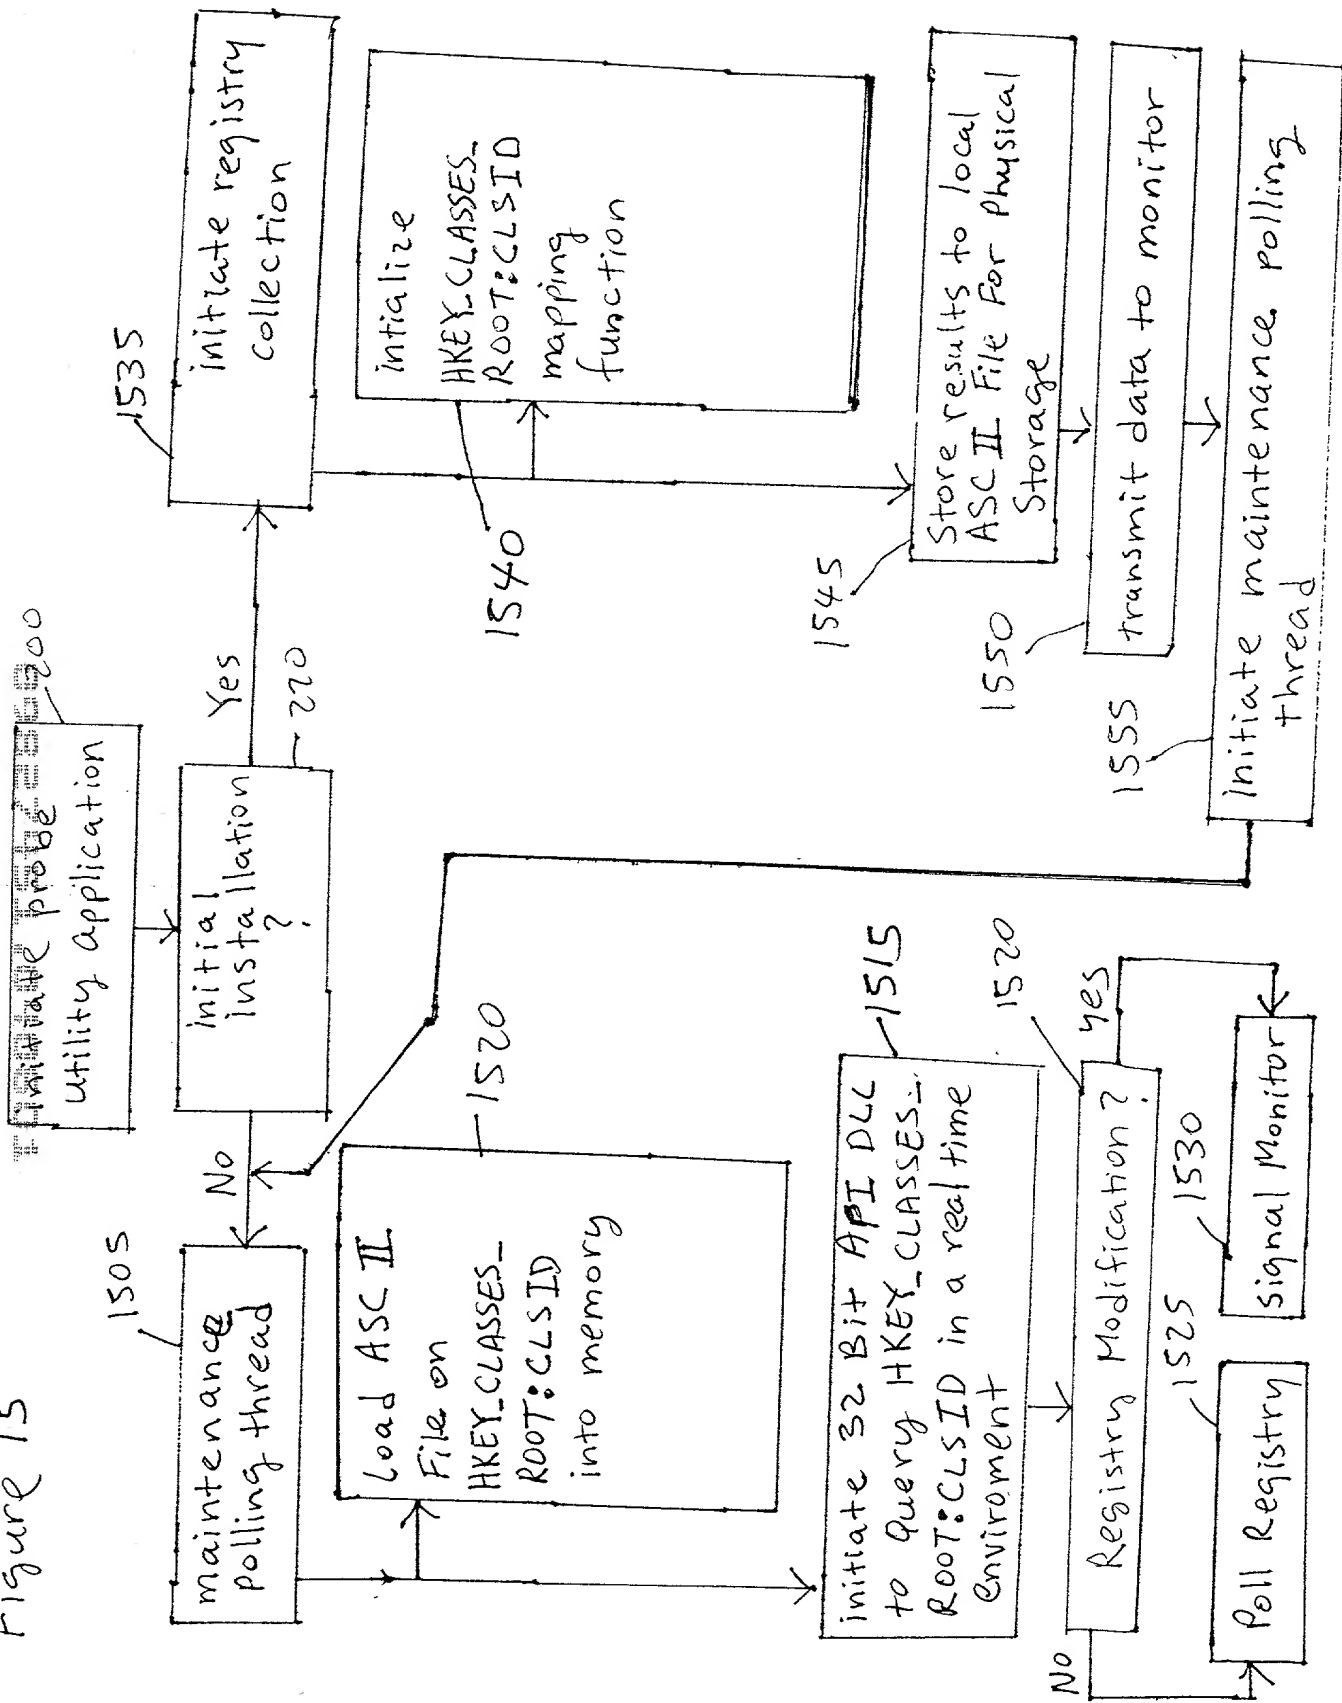 Figure 15
initiate probe
Utility application
200
initial
installation
?
220
Yes
No
1505
maintenance
polling thread
1520
Load ASC II
File on
HKEY_CLASSES_
ROOT:CLSID
into memory
1515
initiate 32 Bit API DLL
to Query HKEY_CLASSES_
ROOT:CLSID in a real time
enviroment
1520
Registry Modification?
No
yes
1525
Poll Registry
1530
Signal Monitor
1535
initiate registry
collection
1540
intialize
HKEY_CLASSES_
ROOT:CLSID
mapping
function
1545
Store results to local
ASC II File For Physical
Storage
1550
transmit data to monitor
1555
Initiate maintenance polling
thread